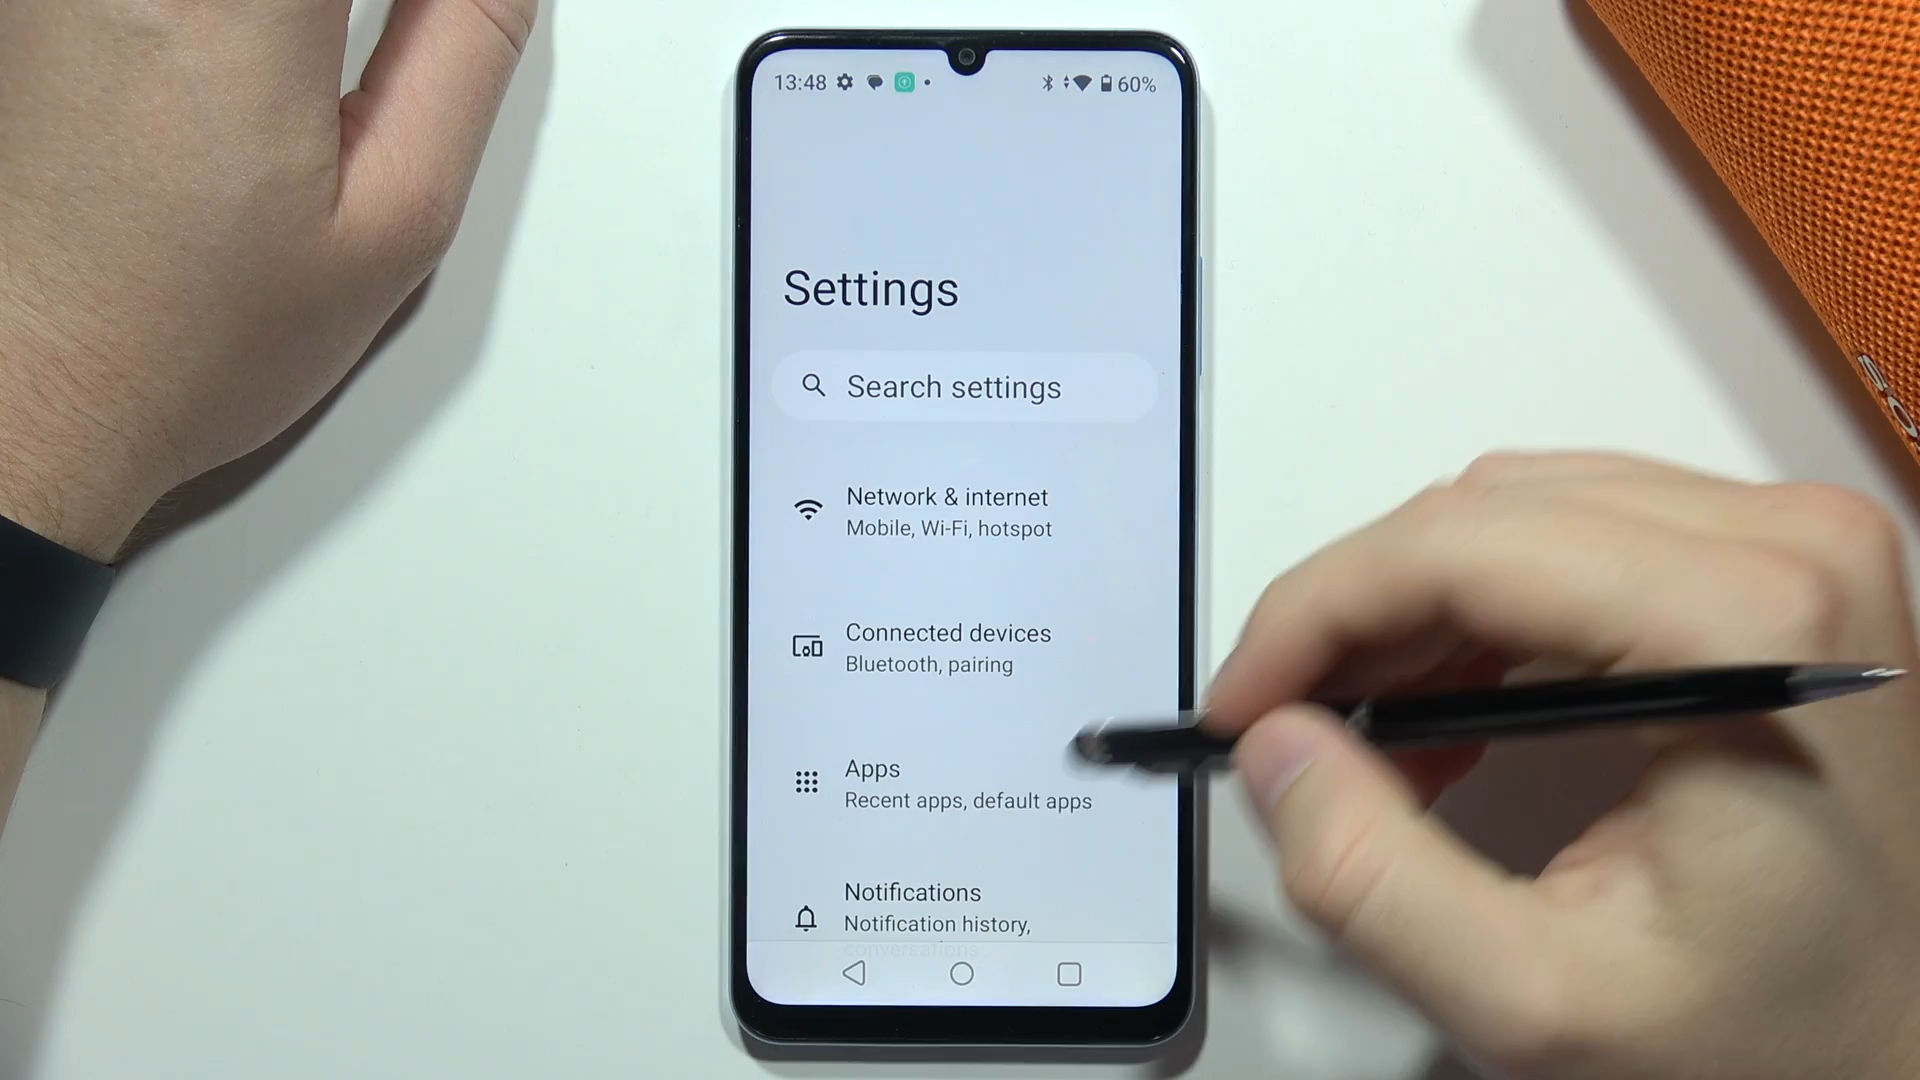 13:48 60%
Settings
Search settings
Network & internet
Mobile, Wi-Fi, hotspot
Connected devices
Bluetooth, pairing
Apps
Recent apps, default apps
Notifications
Notification history,
conversations